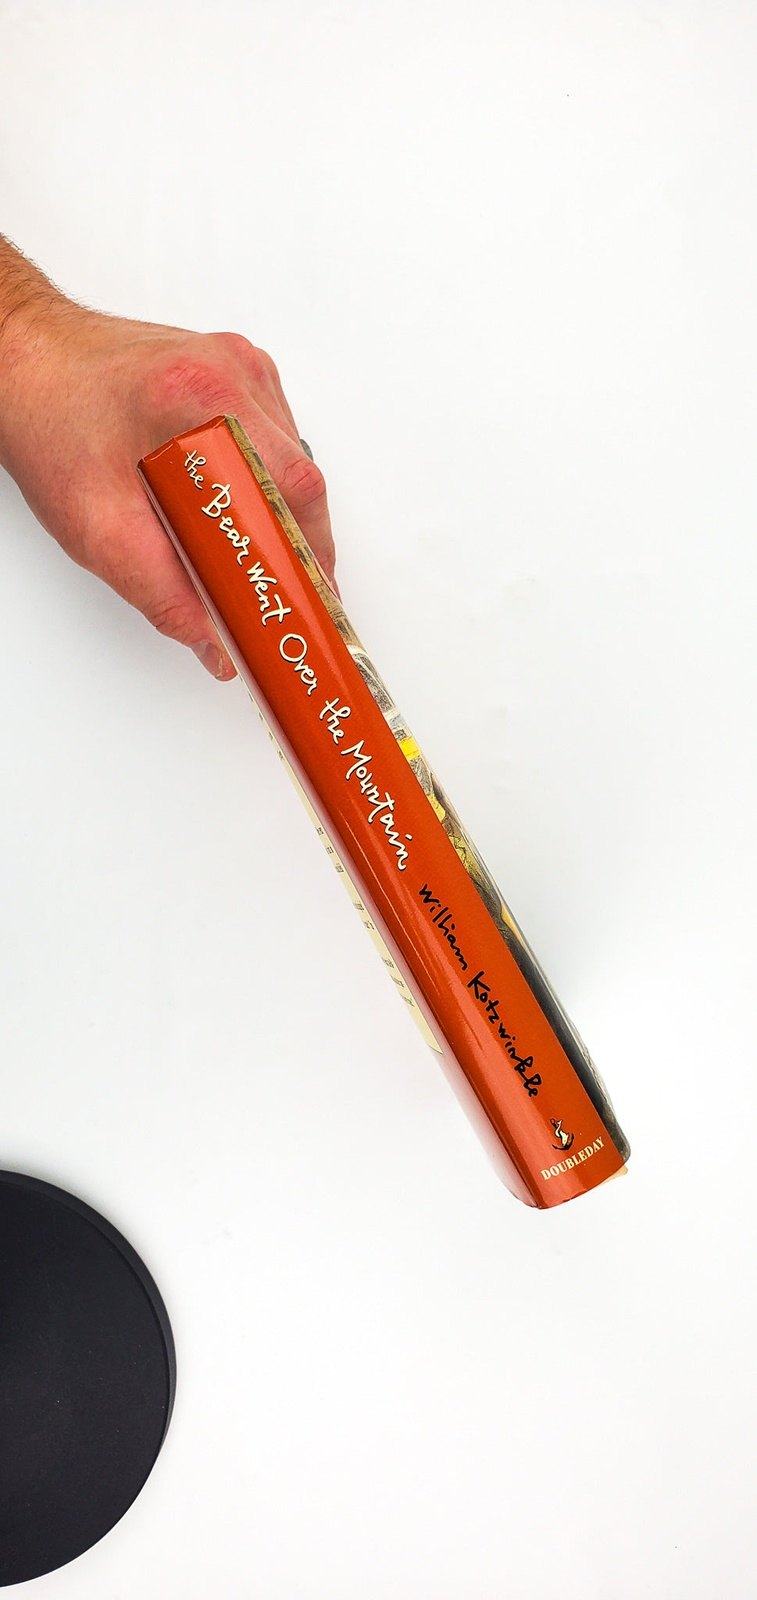 the Bear Went Over the Mountain
William Kotzwinkle
DOUBLEDAY